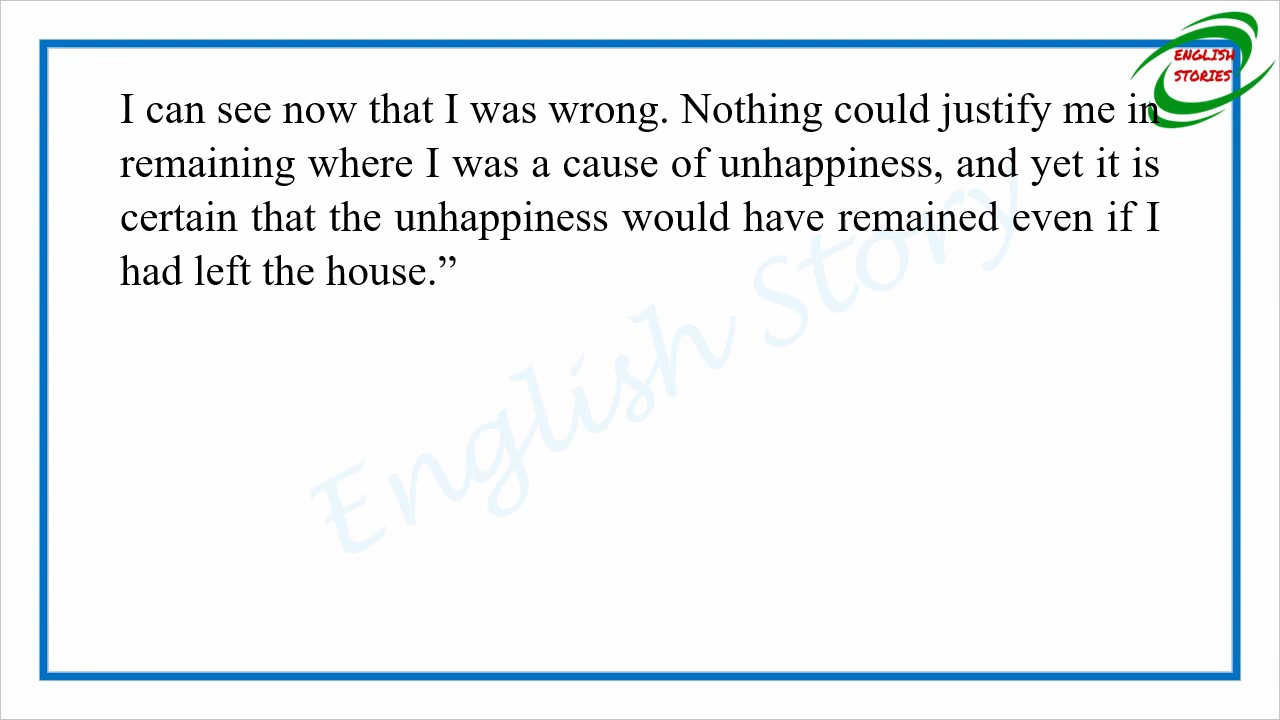 ENGLISH
STORIES
I can see now that I was wrong. Nothing could justify me in
remaining where I was a cause of unhappiness, and yet it is
certain that the unhappiness would have remained even if I
had left the house.”
English Story